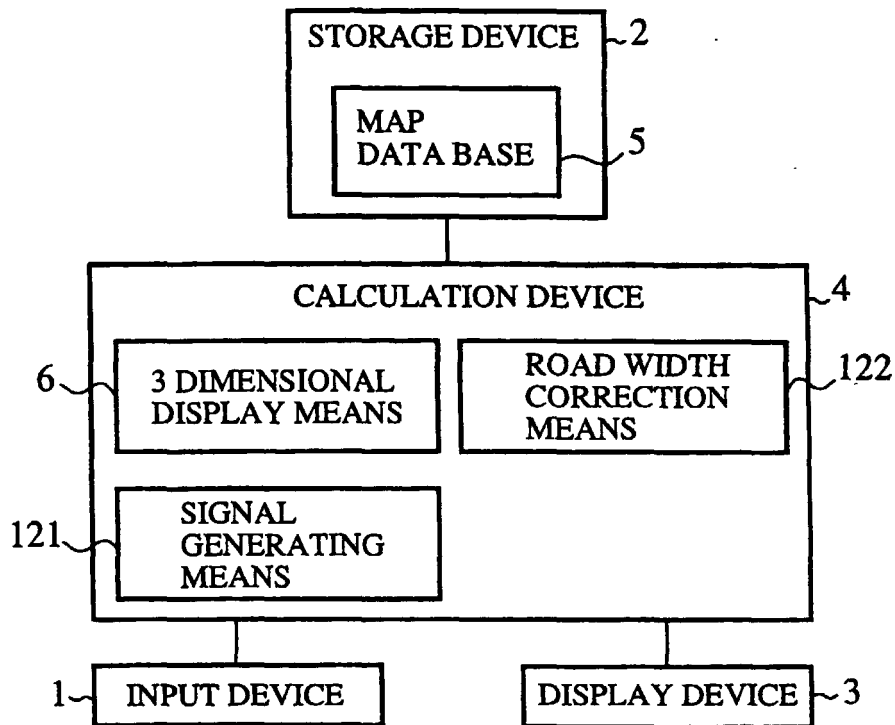 STORAGE DEVICE 2
MAP
DATA BASE 5
CALCULATION DEVICE 4
6 3 DIMENSIONAL
DISPLAY MEANS
ROAD WIDTH
CORRECTION
MEANS
122
121 SIGNAL
GENERATING
MEANS
1 INPUT DEVICE
DISPLAY DEVICE 3